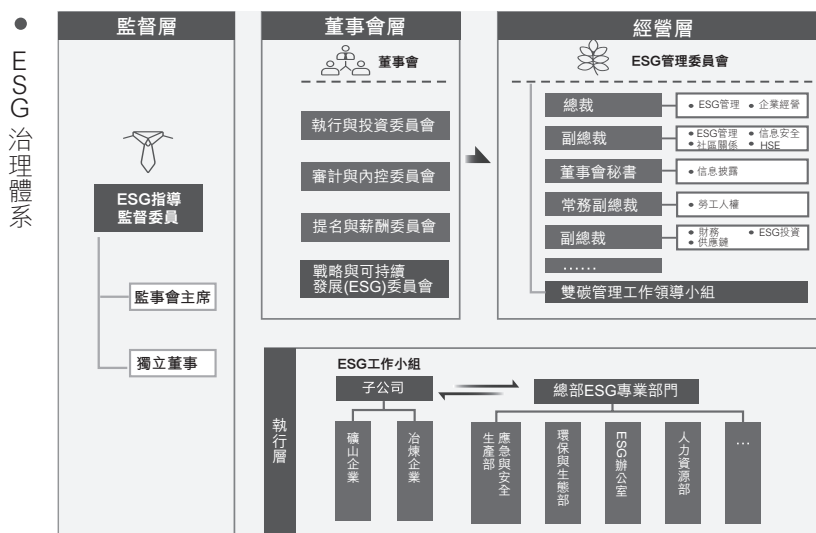 ● ESG治理體系
監督層
ESG指導
監督委員
監事會主席
獨立董事
董事會層
董事會
執行與投資委員會
審計與內控委員會
提名與薪酬委員會
戰略與可持續
發展(ESG)委員會
經營層
ESG管理委員會
總裁
● ESG管理 ● 企業經營
副總裁
● ESG管理 ● 信息安全
● 社區關係 ● HSE
董事會秘書
● 信息披露
常務副總裁
● 勞工人權
副總裁
● 財務 ● ESG投資
● 供應鏈
......
雙碳管理工作領導小組
執行層
ESG工作小組
子公司
礦山企業
冶煉企業
總部ESG專業部門
應急與安全
生產部
環保與生態部
ESG辦公室
人力資源部
...